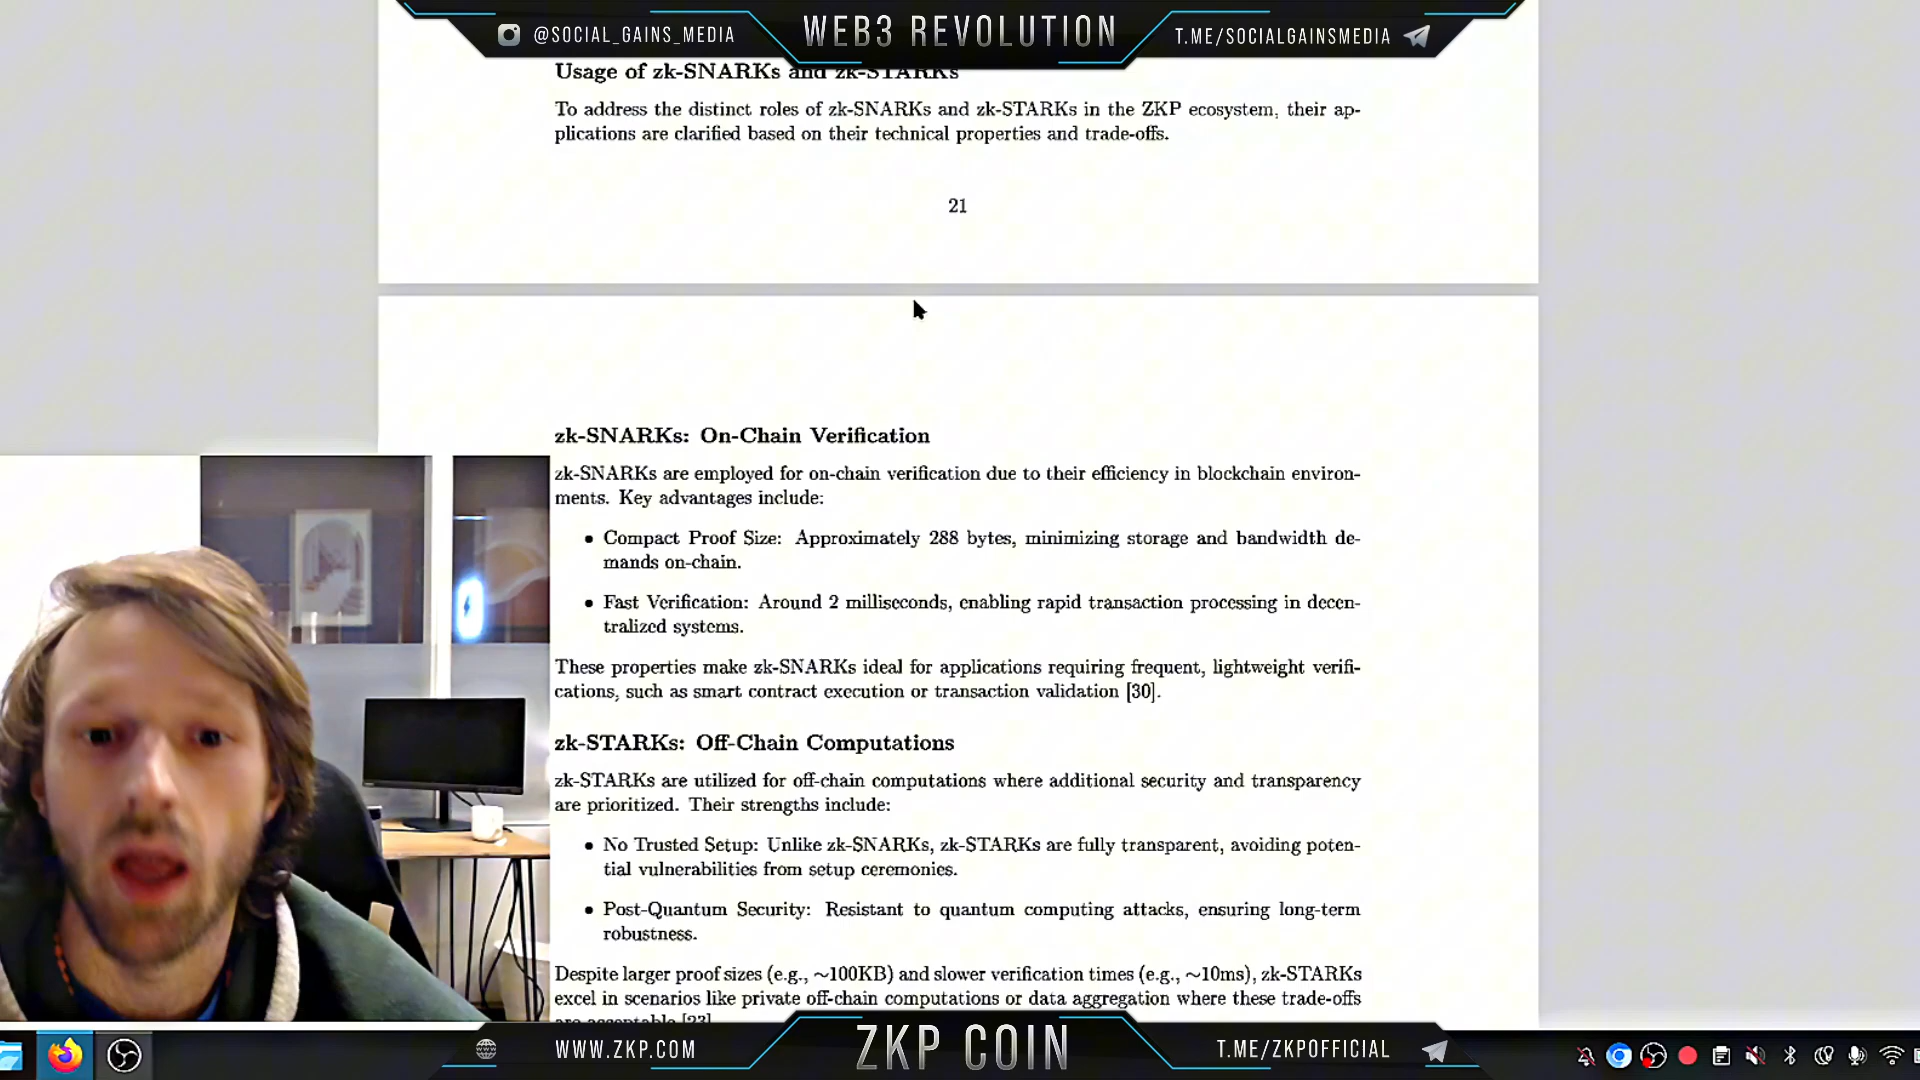 @SOCIAL_GAINS_MEDIA
WEB3 REVOLUTION
T.ME/SOCIALGAINSMEDIA
Usage of zk-SNARKs and zk-STARKs
To address the distinct roles of zk-SNARKs and zk-STARKs in the ZKP ecosystem, their ap-
plications are clarified based on their technical properties and trade-offs.
21
zk-SNARKs: On-Chain Verification
zk-SNARKs are employed for on-chain verification due to their efficiency in blockchain environ-
ments. Key advantages include:
• Compact Proof Size: Approximately 288 bytes, minimizing storage and bandwidth de-
mands on-chain.
• Fast Verification: Around 2 milliseconds, enabling rapid transaction processing in decen-
tralized systems.
These properties make zk-SNARKs ideal for applications requiring frequent, lightweight verifi-
cations, such as smart contract execution or transaction validation [30].
zk-STARKs: Off-Chain Computations
zk-STARKs are utilized for off-chain computations where additional security and transparency
are prioritized. Their strengths include:
• No Trusted Setup: Unlike zk-SNARKs, zk-STARKs are fully transparent, avoiding poten-
tial vulnerabilities from setup ceremonies.
• Post-Quantum Security: Resistant to quantum computing attacks, ensuring long-term
robustness.
Despite larger proof sizes (e.g., ~100KB) and slower verification times (e.g., ~10ms), zk-STARKs
excel in scenarios like private off-chain computations or data aggregation where these trade-offs
are acceptable [23].
WWW.ZKP.COM
ZKP COIN
T.ME/ZKPOFFICIAL